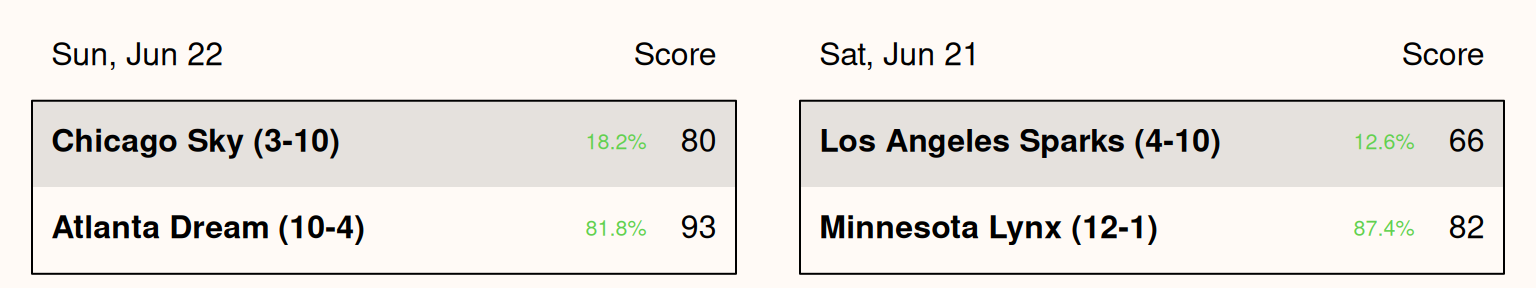 Sun, Jun 22 Score
Chicago Sky (3-10) 18.2% 80
Atlanta Dream (10-4) 81.8% 93
Sat, Jun 21 Score
Los Angeles Sparks (4-10) 12.6% 66
Minnesota Lynx (12-1) 87.4% 82